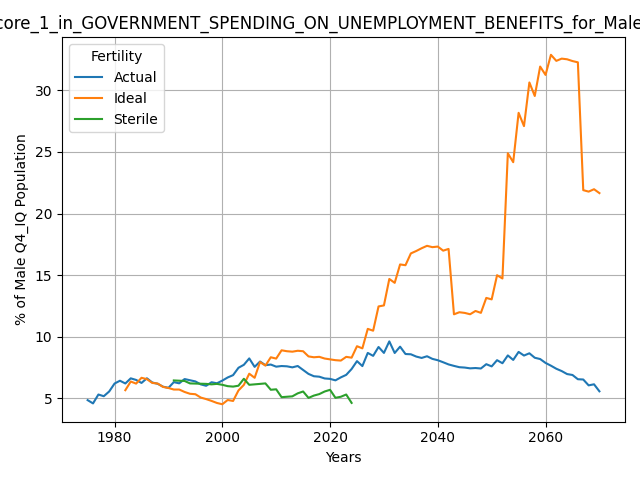 core_1_in_GOVERNMENT_SPENDING_ON_UNEMPLOYMENT_BENEFITS_for_Male
Fertility
Actual
Ideal
Sterile
% of Male Q4_IQ Population
30
25
20
15
10
5
1980 2000 2020 2040 2060
Years